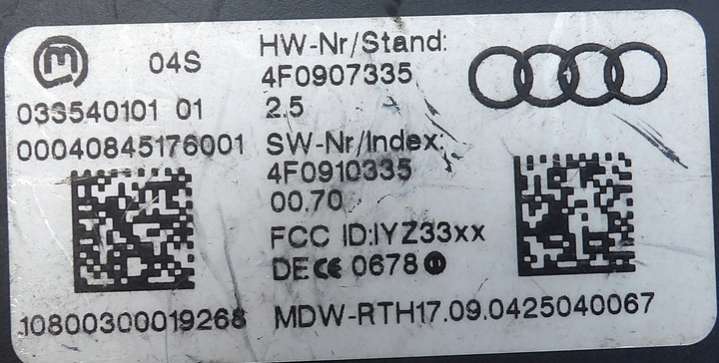 m 04S
033540101 01
00040845176001
10800300019268
HW-Nr/Stand:
4F0907335
2.5
SW-Nr/Index:
4F0910335
00.70
FCC ID:IYZ33xx
DE CE 0678
MDW-RTH17.09.0425040067